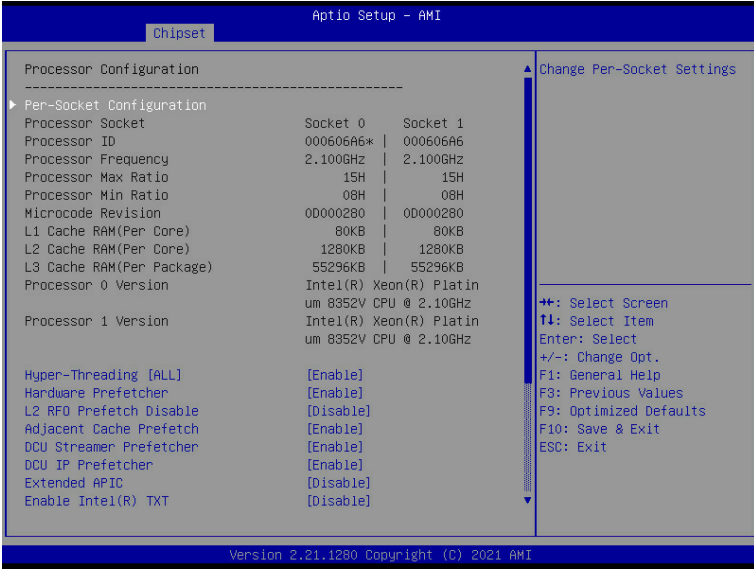 Aptio Setup – AMI
Chipset
Processor Configuration
--------------------------------------------------
Per-Socket Configuration
Processor Socket Socket 0 Socket 1
Processor ID 000606A6* | 000606A6
Processor Frequency 2.100GHz | 2.100GHz
Processor Max Ratio 15H | 15H
Processor Min Ratio 08H | 08H
Microcode Revision 0D000280 | 0D000280
L1 Cache RAM(Per Core) 80KB | 80KB
L2 Cache RAM(Per Core) 1280KB | 1280KB
L3 Cache RAM(Per Package) 55296KB | 55296KB
Processor 0 Version Intel(R) Xeon(R) Platin
um 8352V CPU @ 2.10GHz
Processor 1 Version Intel(R) Xeon(R) Platin
um 8352V CPU @ 2.10GHz
Hyper-Threading [ALL] [Enable]
Hardware Prefetcher [Enable]
L2 RFO Prefetch Disable [Disable]
Adjacent Cache Prefetch [Enable]
DCU Streamer Prefetcher [Enable]
DCU IP Prefetcher [Enable]
Extended APIC [Disable]
Enable Intel(R) TXT [Disable]
Change Per-Socket Settings
→←: Select Screen
↑↓: Select Item
Enter: Select
+/-: Change Opt.
F1: General Help
F3: Previous Values
F9: Optimized Defaults
F10: Save & Exit
ESC: Exit
Version 2.21.1280 Copyright (C) 2021 AMI